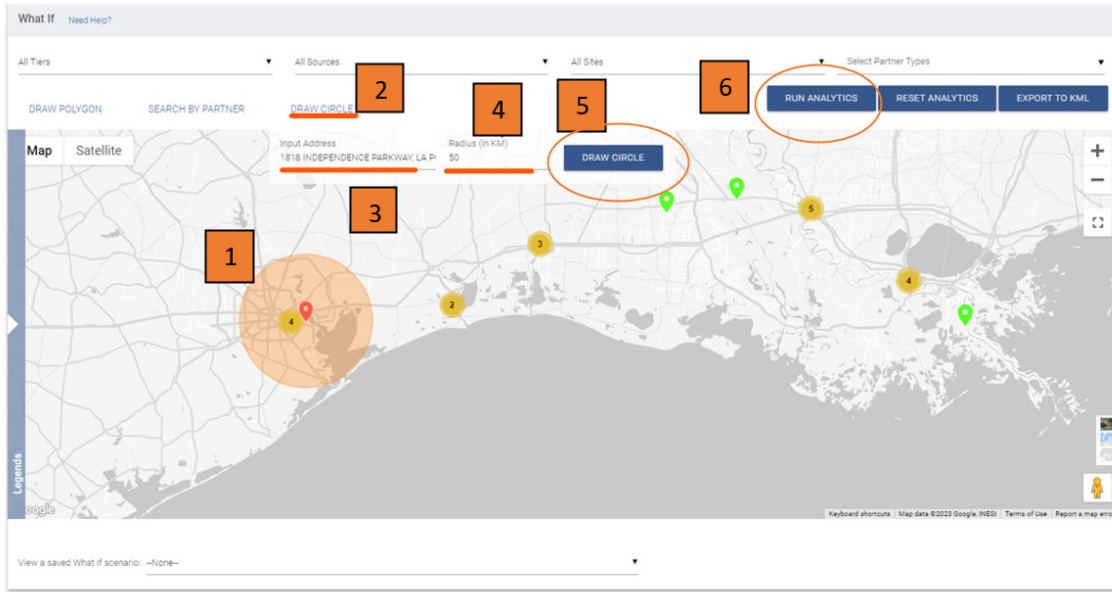 What If Need Help?
All Tiers All Sources All Sites Select Partner Types
2
6
DRAW POLYGON SEARCH BY PARTNER DRAW CIRCLE
RUN ANALYTICS RESET ANALYTICS EXPORT TO KML
4
5
Map Satellite
Input Address Radius (in KM)
1818 INDEPENDENCE PARKWAY, LA 50
DRAW CIRCLE
3
1
5
3
4
2
4
Legends
Google
Keyboard shortcuts Map data ©2023 Google, INEGI Terms of Use Report a map erro
View a saved What If scenario: --None--